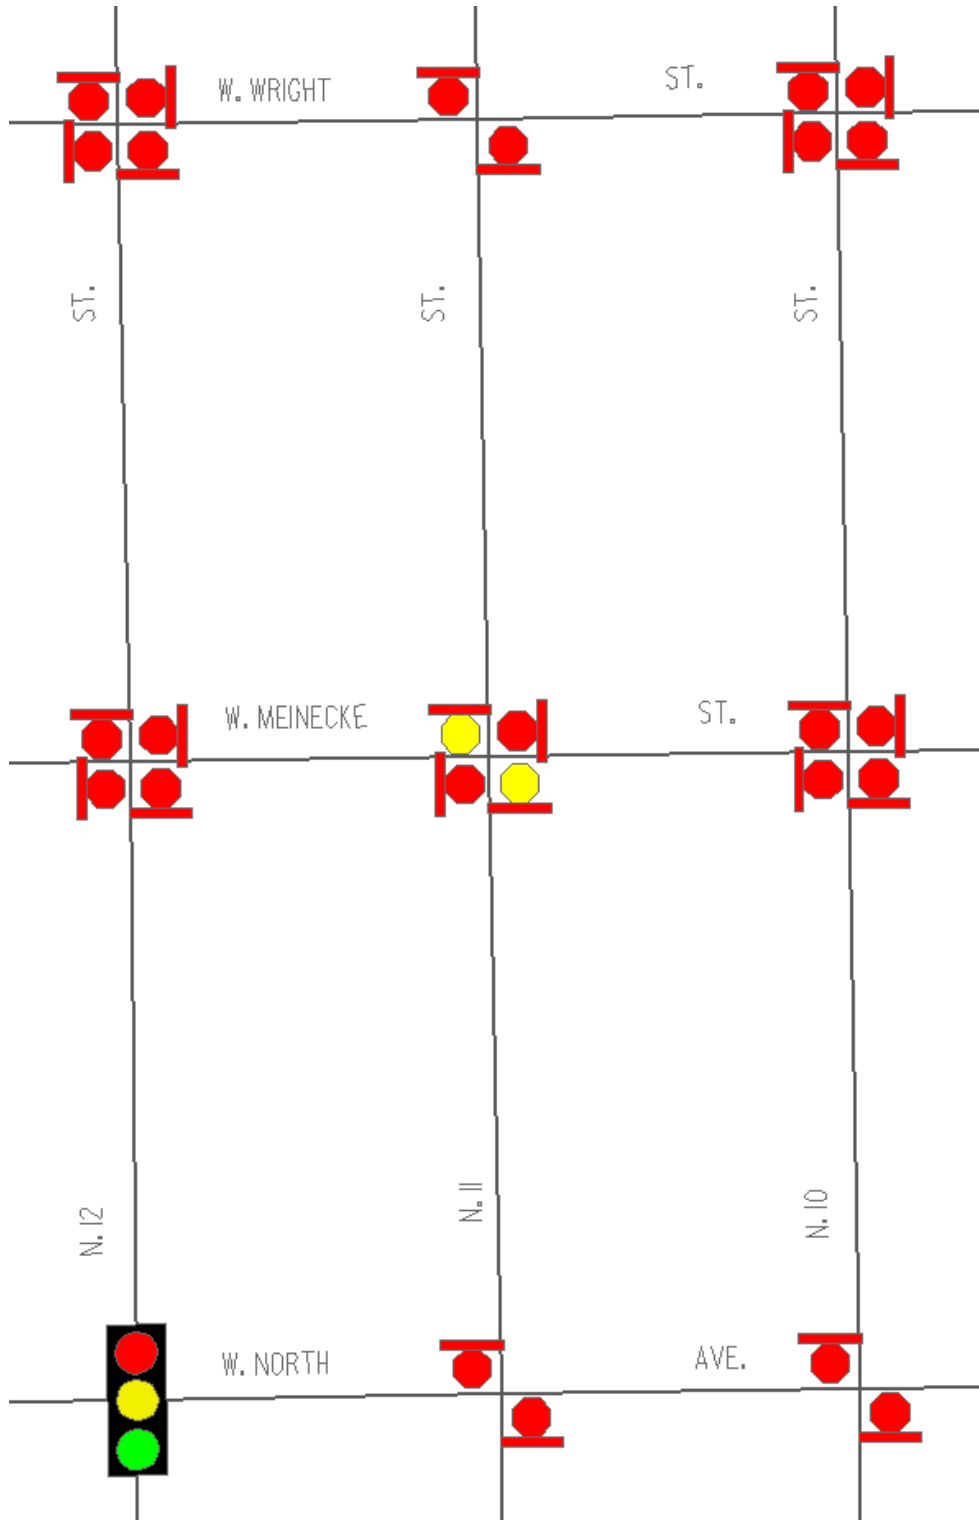 W. WRIGHT ST.
ST. ST. ST.
W. MEINECKE ST.
N. 12 N. 11 N. 10
W. NORTH AVE.